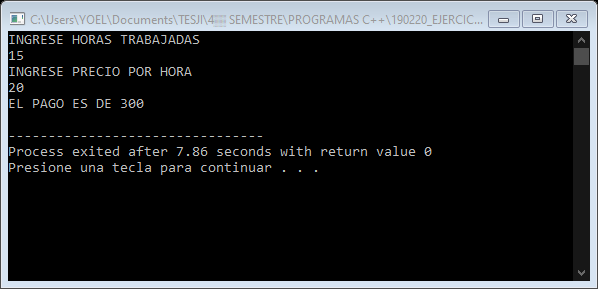 C:\Users\YOEL\Documents\TESJI\4▒▒ SEMESTRE\PROGRAMAS C++\190220_EJERCIC...
INGRESE HORAS TRABAJADAS
15
INGRESE PRECIO POR HORA
20
EL PAGO ES DE 300
--------------------------------
Process exited after 7.86 seconds with return value 0
Presione una tecla para continuar . . .